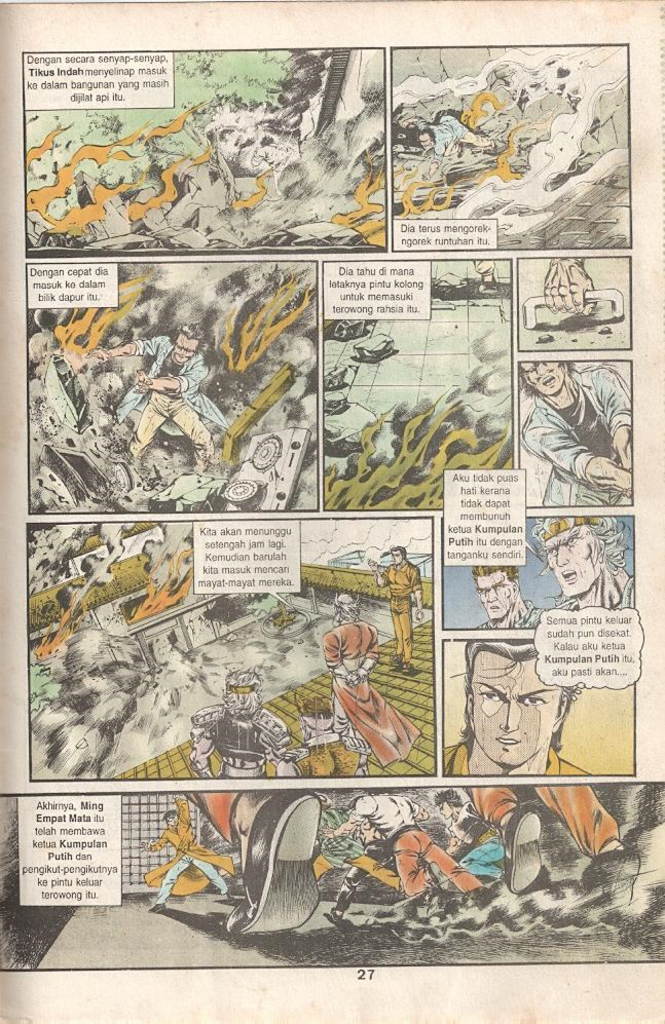 Dengan secara senyap-senyap,
Tikus Indah menyelinap masuk
ke dalam bangunan yang masih
dijilat api itu.
Dia terus mengorek-
ngorek runtuhan itu.
Dengan cepat dia
masuk ke dalam
bilik dapur itu.
Dia tahu di mana
letaknya pintu kolong
untuk memasuki
terowong rahsia itu.
Aku tidak puas
hati kerana
tidak dapat
membunuh
ketua Kumpulan
Putih itu dengan
tanganku sendiri.
Kita akan menunggu
setengah jam lagi.
Kemudian barulah
kita masuk mencari
mayat-mayat mereka.
Semua pintu keluar
sudah pun disekat.
Kalau aku ketua
Kumpulan Putih itu,
aku pasti akan....
Akhirnya, Ming
Empat Mata itu
telah membawa
ketua Kumpulan
Putih dan
pengikut-pengikutnya
ke pintu keluar
terowong itu.
27